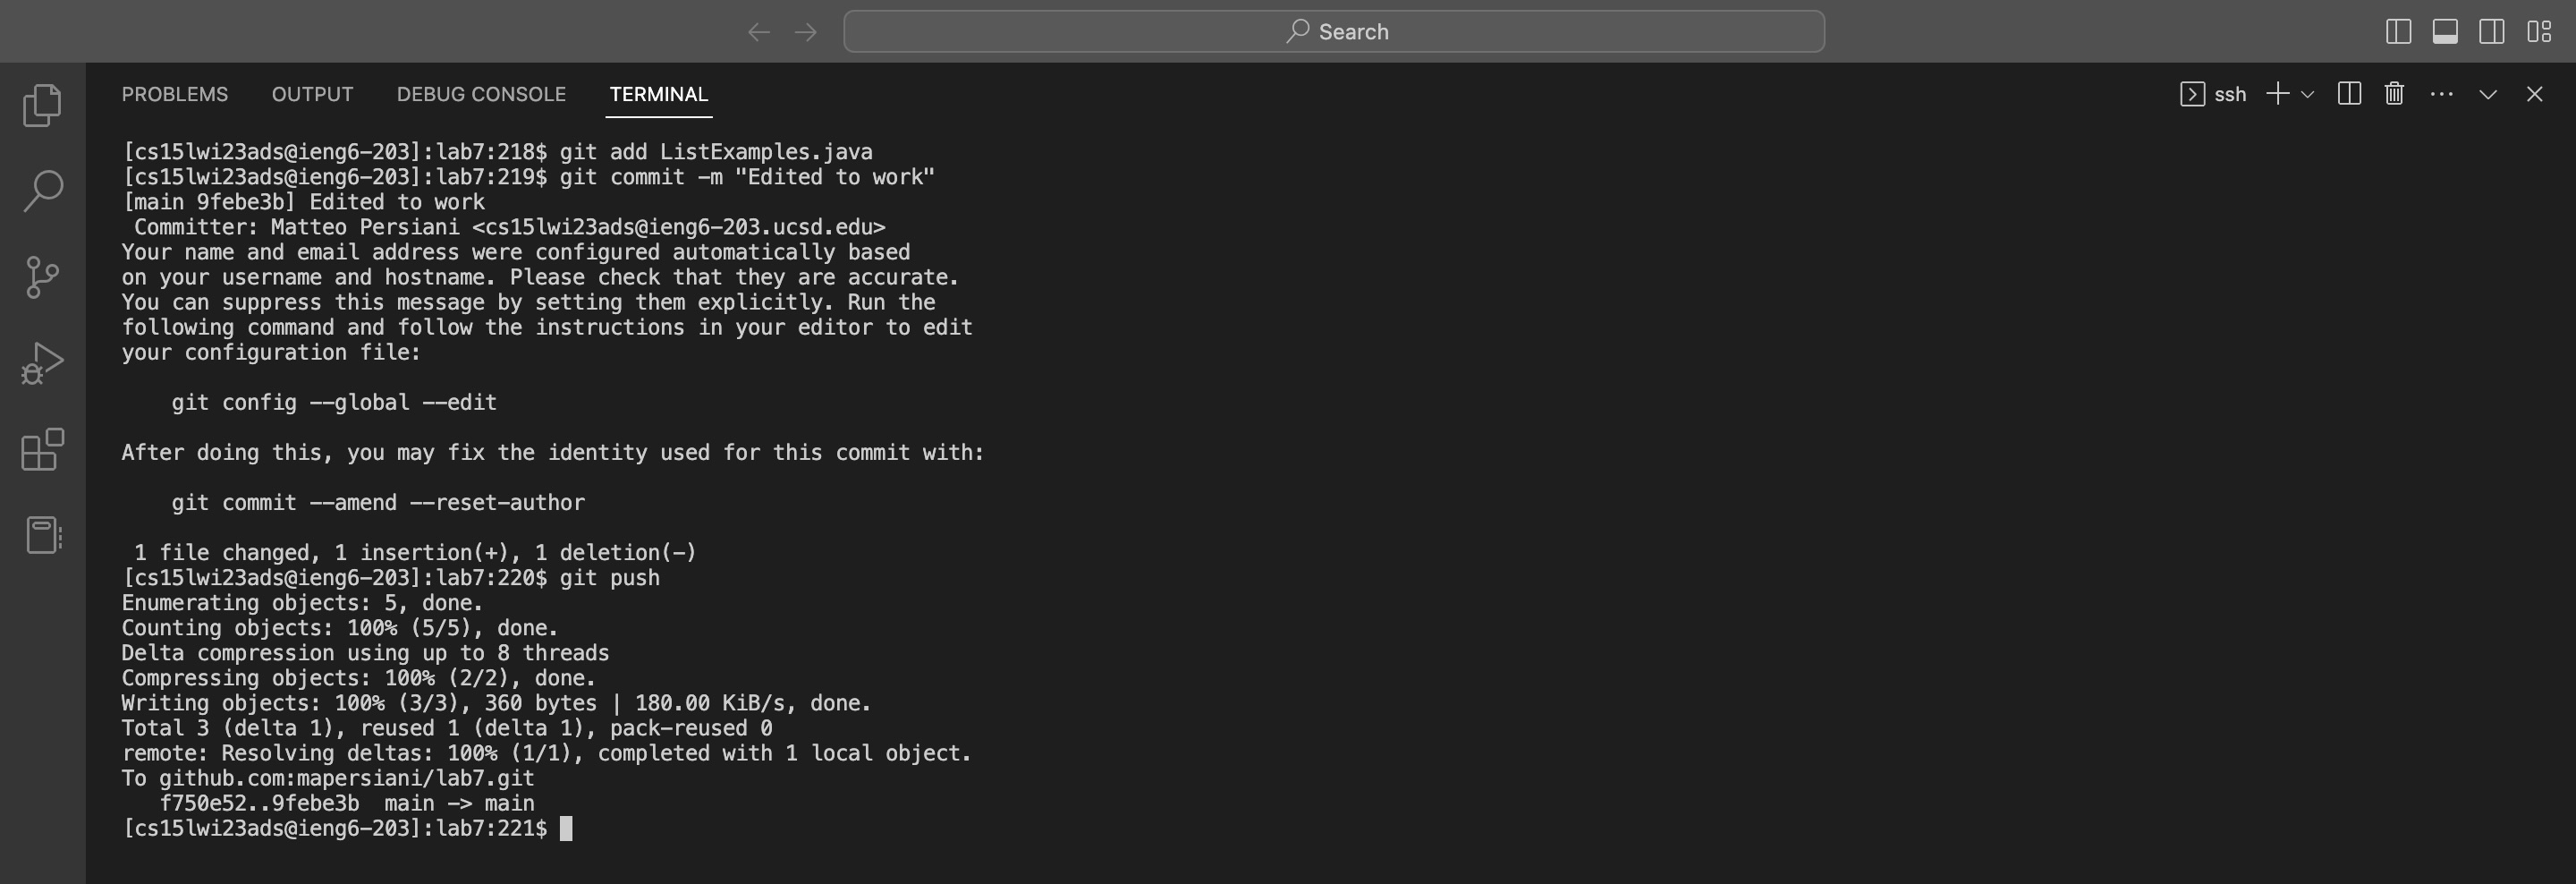 Search
PROBLEMS OUTPUT DEBUG CONSOLE TERMINAL ssh
[cs15lwi23ads@ieng6-203]:lab7:218$ git add ListExamples.java
[cs15lwi23ads@ieng6-203]:lab7:219$ git commit -m "Edited to work"
[main 9febe3b] Edited to work
 Committer: Matteo Persiani <cs15lwi23ads@ieng6-203.ucsd.edu>
Your name and email address were configured automatically based
on your username and hostname. Please check that they are accurate.
You can suppress this message by setting them explicitly. Run the
following command and follow the instructions in your editor to edit
your configuration file:
    git config --global --edit
After doing this, you may fix the identity used for this commit with:
    git commit --amend --reset-author
 1 file changed, 1 insertion(+), 1 deletion(-)
[cs15lwi23ads@ieng6-203]:lab7:220$ git push
Enumerating objects: 5, done.
Counting objects: 100% (5/5), done.
Delta compression using up to 8 threads
Compressing objects: 100% (2/2), done.
Writing objects: 100% (3/3), 360 bytes | 180.00 KiB/s, done.
Total 3 (delta 1), reused 1 (delta 1), pack-reused 0
remote: Resolving deltas: 100% (1/1), completed with 1 local object.
To github.com:mapersiani/lab7.git
   f750e52..9febe3b  main -> main
[cs15lwi23ads@ieng6-203]:lab7:221$